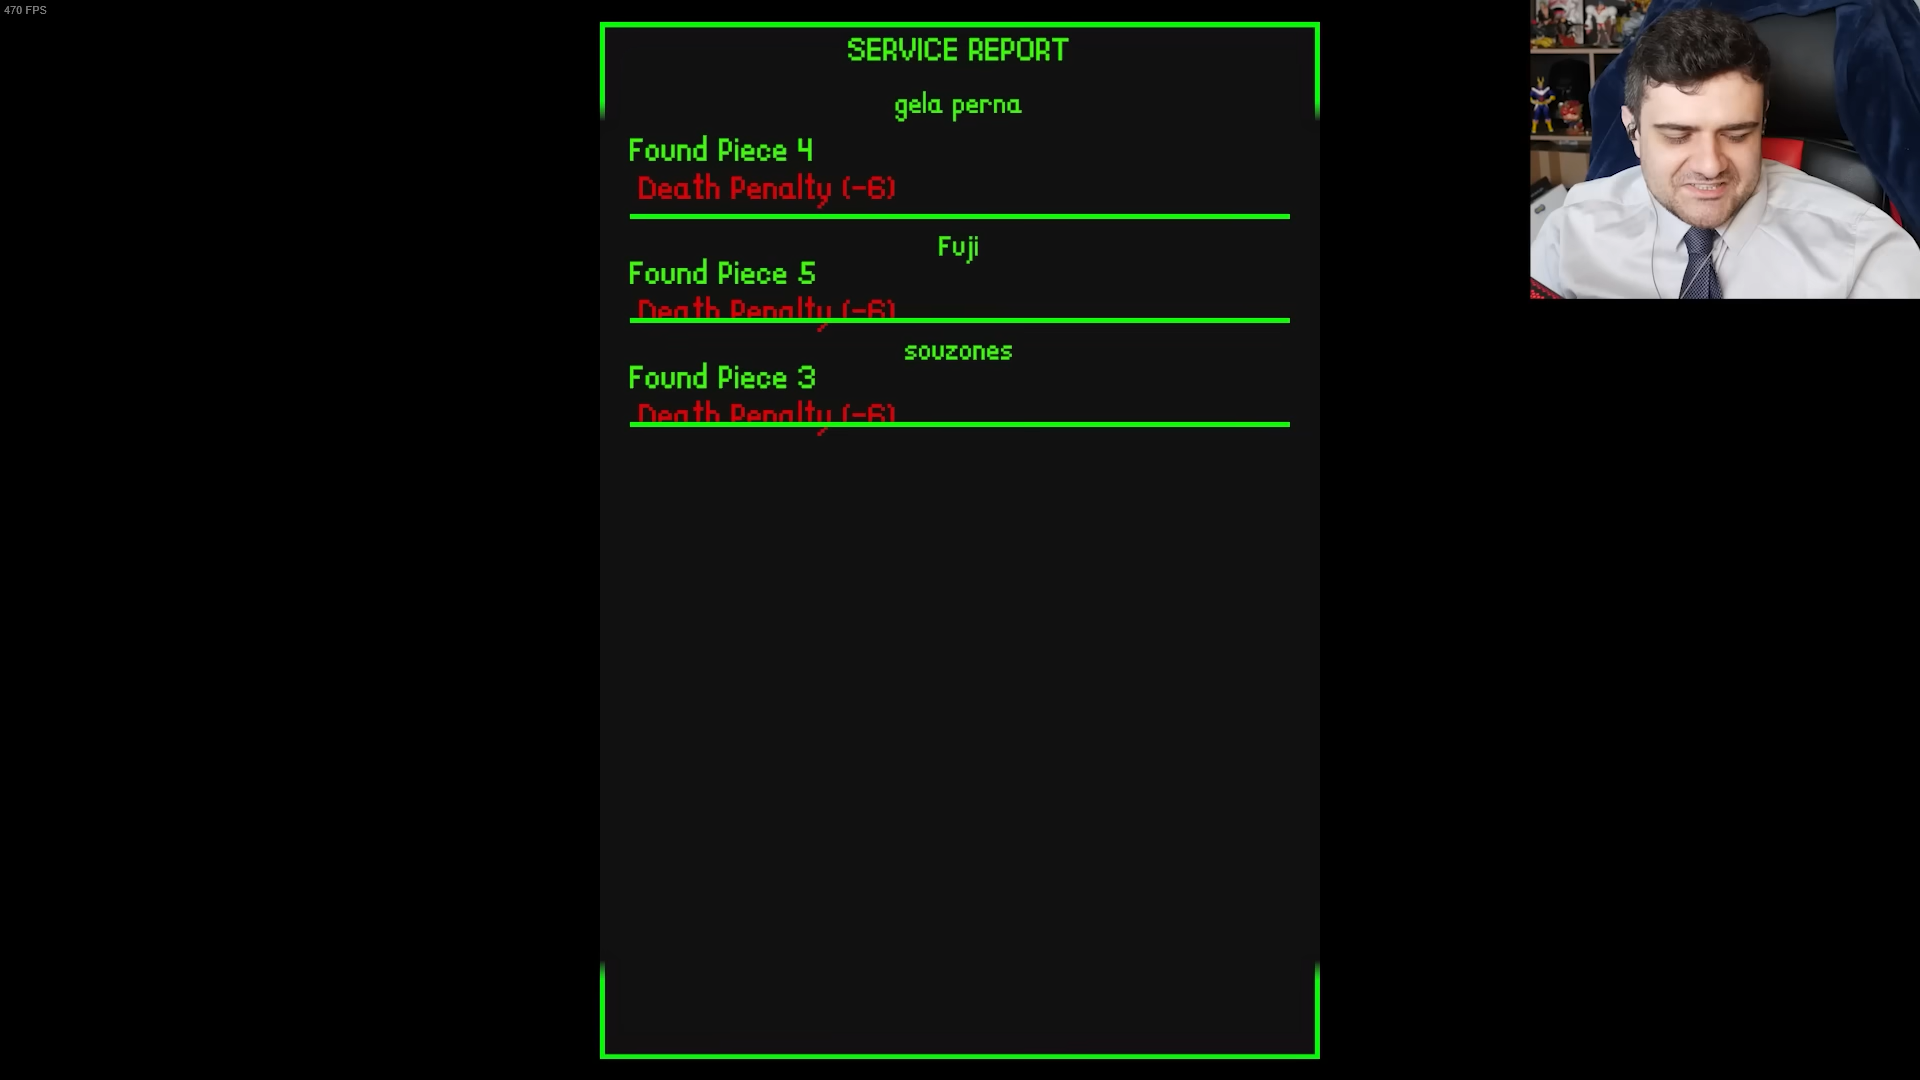 470 FPS
SERVICE REPORT
gela perna
Found Piece 4
Death Penalty (-6)
Fuji
Found Piece 5
Death Penalty (-6)
souzones
Found Piece 3
Death Penalty (-6)